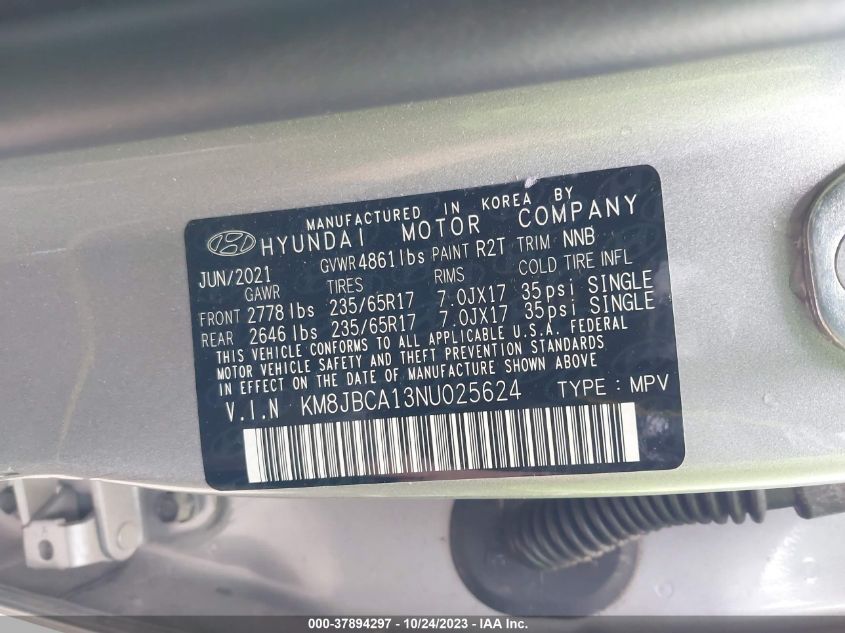 MANUFACTURED IN KOREA BY
HYUNDAI MOTOR COMPANY
JUN/2021 GVWR 4861lbs PAINT R2T TRIM NNB
GAWR TIRES RIMS COLD TIRE INFL
FRONT 2778 lbs 235/65R17 7.0JX17 35psi SINGLE
REAR 2646 lbs 235/65R17 7.0JX17 35psi SINGLE
THIS VEHICLE CONFORMS TO ALL APPLICABLE U.S.A. FEDERAL
MOTOR VEHICLE SAFETY AND THEFT PREVENTION STANDARDS
IN EFFECT ON THE DATE OF MANUFACTURE SHOWN ABOVE
V.I.N KM8JBCA13NU025624 TYPE : MPV
000-37894297 - 10/24/2023 - IAA Inc.